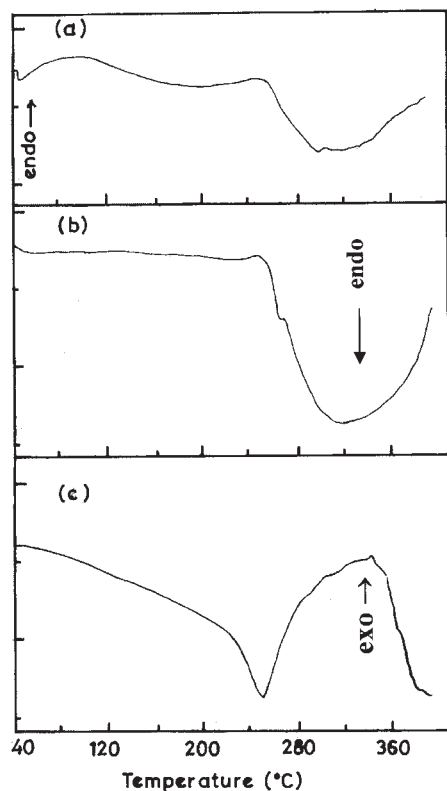 (a)
endo→
(b)
endo
(c)
exo
40 120 200 280 360
Temperature (°C)